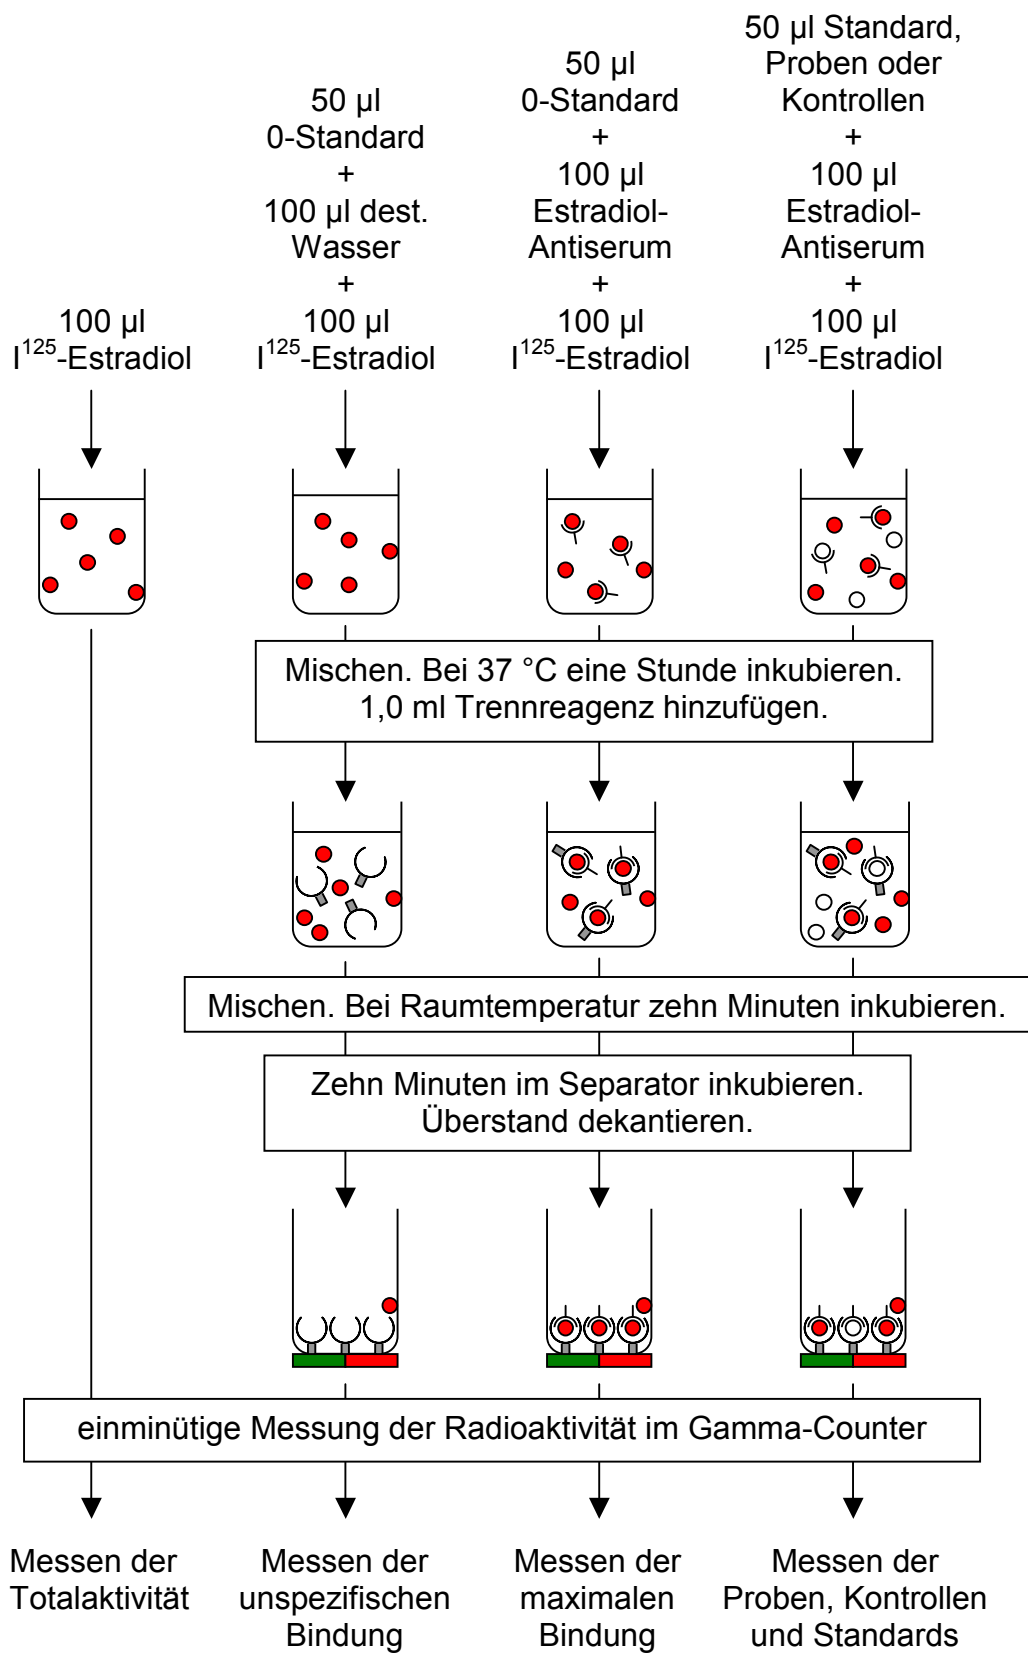 100 µl
I¹²⁵-Estradiol
50 µl
0-Standard
+
100 µl dest.
Wasser
+
100 µl
I¹²⁵-Estradiol
50 µl
0-Standard
+
100 µl
Estradiol-
Antiserum
+
100 µl
I¹²⁵-Estradiol
50 µl Standard,
Proben oder
Kontrollen
+
100 µl
Estradiol-
Antiserum
+
100 µl
I¹²⁵-Estradiol
Mischen. Bei 37 °C eine Stunde inkubieren.
1,0 ml Trennreagenz hinzufügen.
Mischen. Bei Raumtemperatur zehn Minuten inkubieren.
Zehn Minuten im Separator inkubieren.
Überstand dekantieren.
einminütige Messung der Radioaktivität im Gamma-Counter
Messen der
Totalaktivität
Messen der
unspezifischen
Bindung
Messen der
maximalen
Bindung
Messen der
Proben, Kontrollen
und Standards